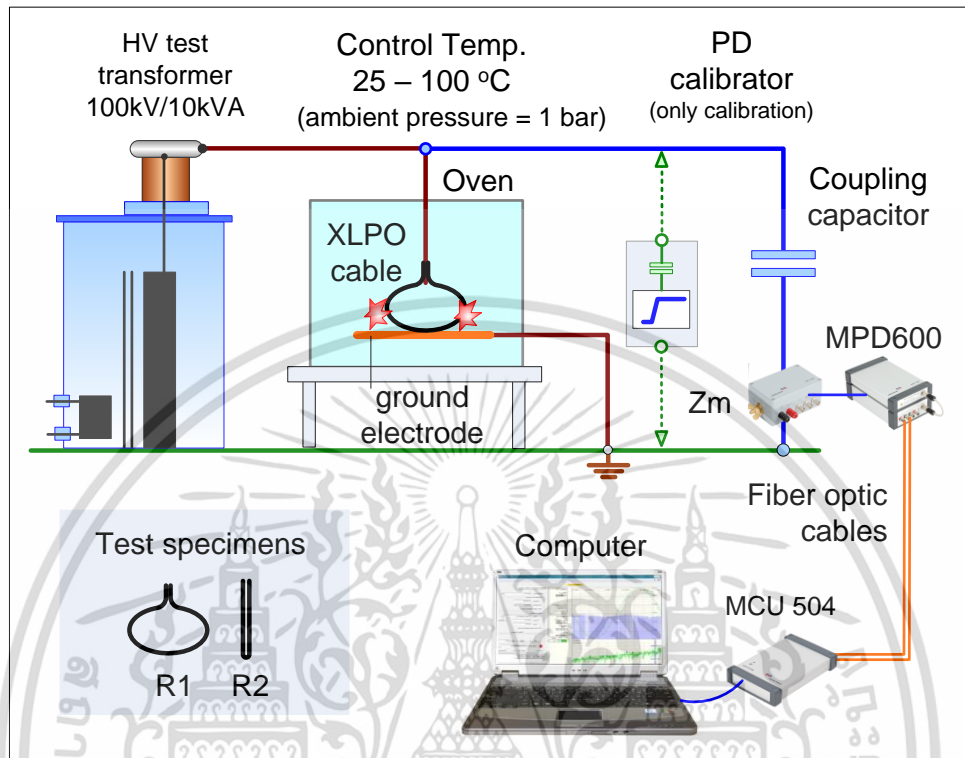 HV test
transformer
100kV/10kVA
Control Temp.
25 – 100 °C
(ambient pressure = 1 bar)
PD
calibrator
(only calibration)
Oven
XLPO
cable
Coupling
capacitor
MPD600
Zm
ground
electrode
Fiber optic
cables
Test specimens
R1 R2
Computer
MCU 504